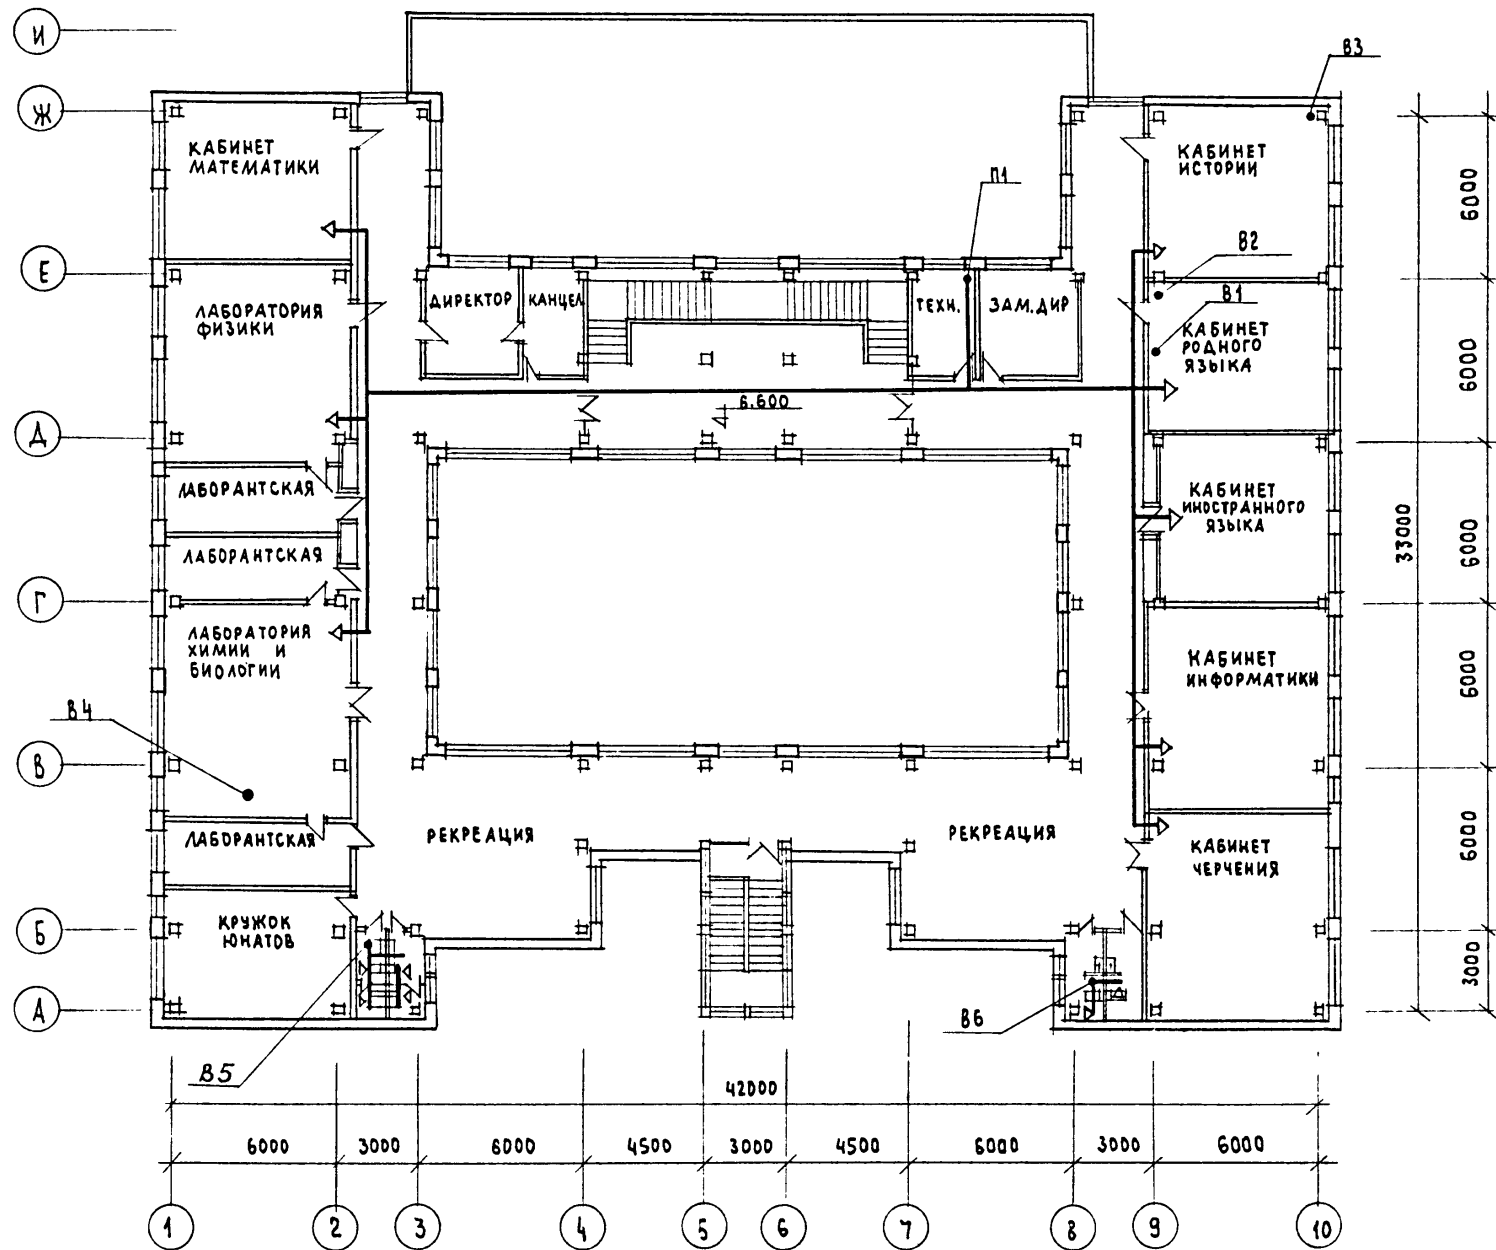 И
В3
Ж
КАБИНЕТ
МАТЕМАТИКИ
П1
КАБИНЕТ
ИСТОРИИ
6000
Е
В2
ДИРЕКТОР
КАНЦЕЛ
ТЕХН.
ЗАМ.ДИР
В1
ЛАБОРАТОРИЯ
ФИЗИКИ
КАБИНЕТ
РОДНОГО
ЯЗЫКА
6000
6.600
Д
ЛАБОРАНТСКАЯ
КАБИНЕТ
ИНОСТРАННОГО
ЯЗЫКА
33000
6000
ЛАБОРАНТСКАЯ
Г
ЛАБОРАТОРИЯ
ХИМИИ И
БИОЛОГИИ
КАБИНЕТ
ИНФОРМАТИКИ
6000
В4
В
ЛАБОРАНТСКАЯ
РЕКРЕАЦИЯ
РЕКРЕАЦИЯ
КАБИНЕТ
ЧЕРЧЕНИЯ
6000
Б
КРУЖОК
ЮНАТОВ
3000
А
В6
В5
42000
6000
3000
6000
4500
3000
4500
6000
3000
6000
1
2
3
4
5
6
7
8
9
10